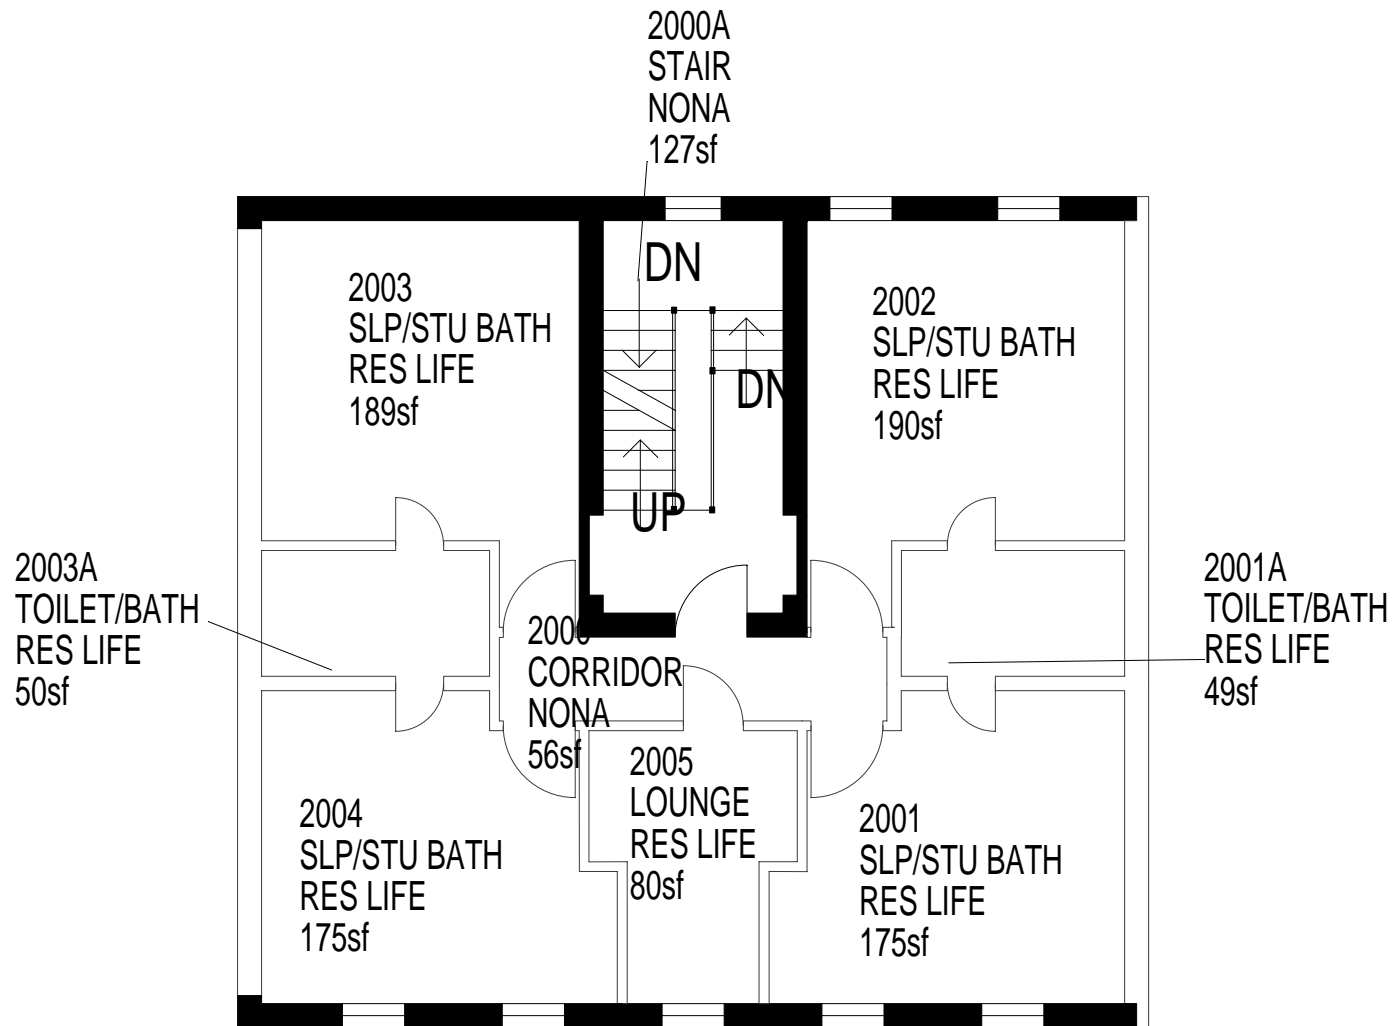 2000A
STAIR
NONA
127sf
DN
2003
SLP/STU BATH
RES LIFE
189sf
2002
SLP/STU BATH
RES LIFE
190sf
DN
UP
2003A
TOILET/BATH
RES LIFE
50sf
2001A
TOILET/BATH
RES LIFE
49sf
2000
CORRIDOR
NONA
56sf
2005
LOUNGE
RES LIFE
80sf
2004
SLP/STU BATH
RES LIFE
175sf
2001
SLP/STU BATH
RES LIFE
175sf